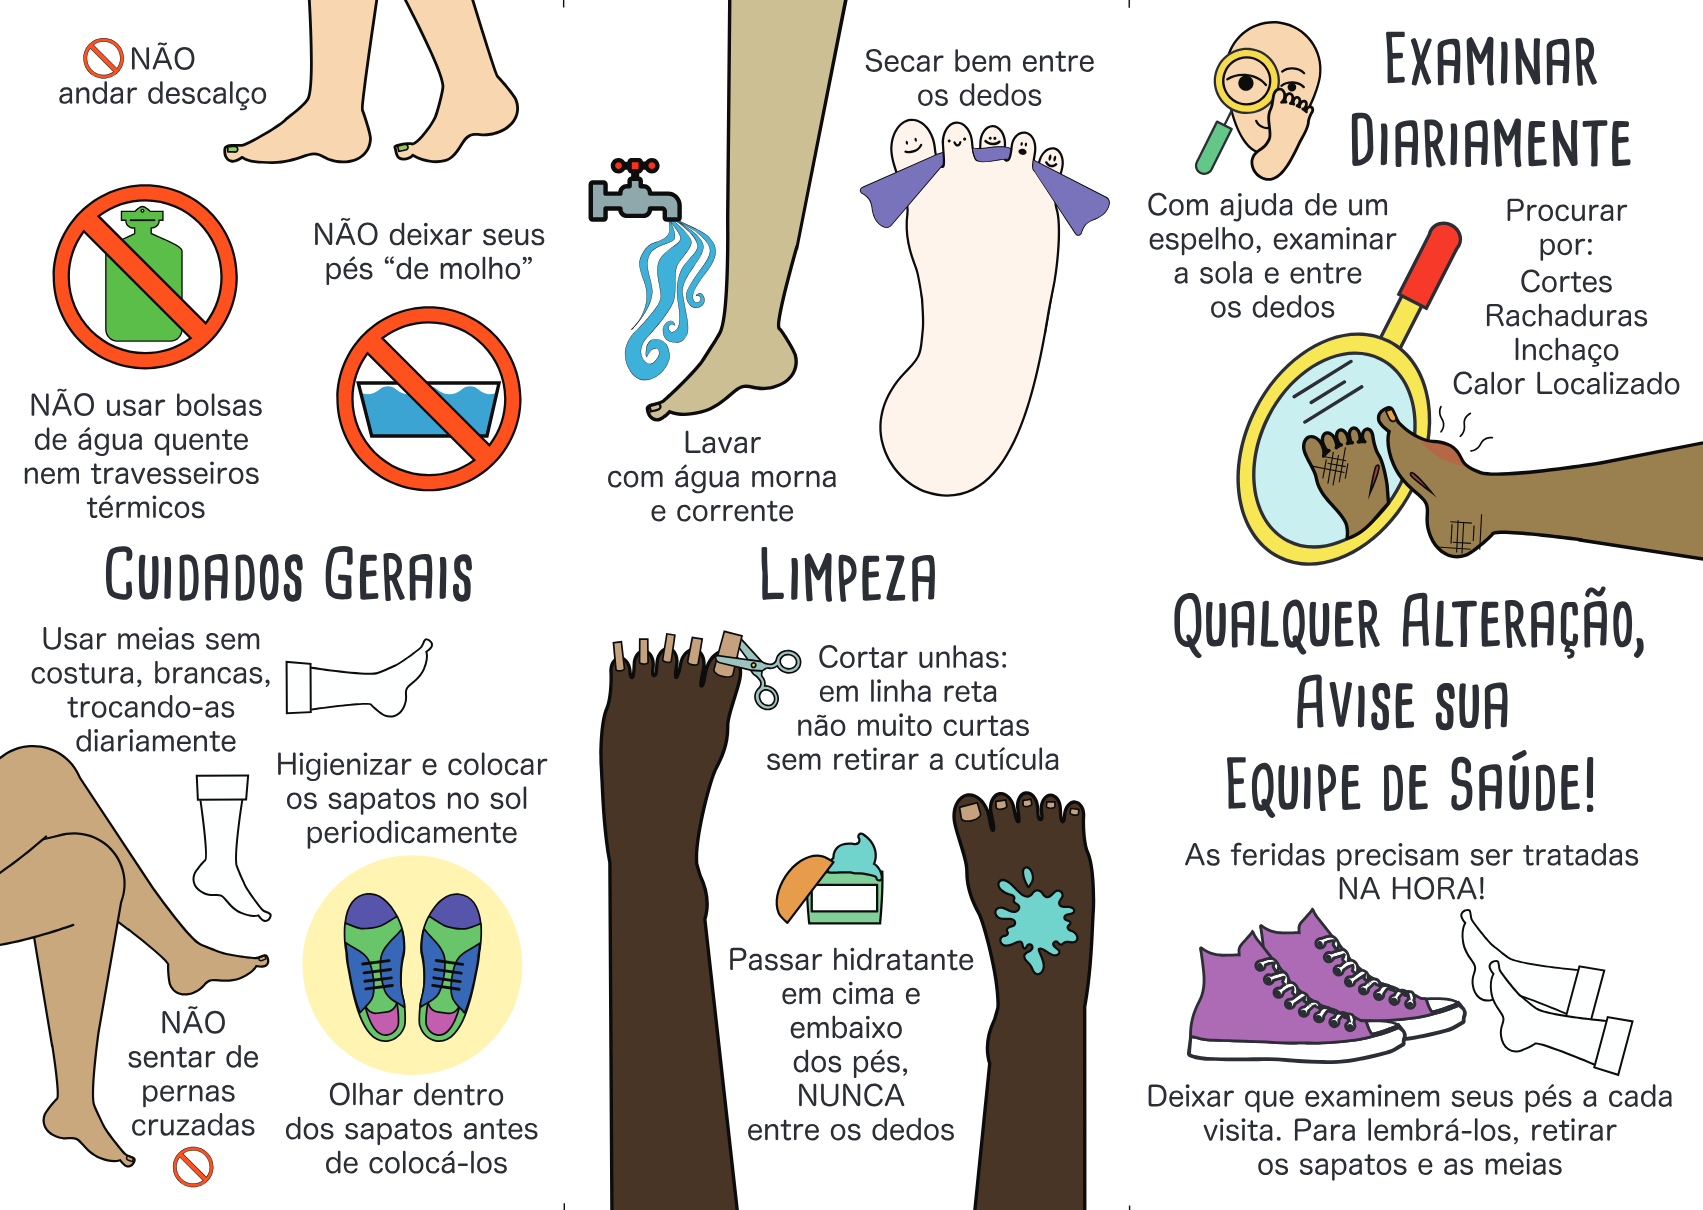 NÃO
andar descalço
NÃO deixar seus
pés “de molho”
NÃO usar bolsas
de água quente
nem travesseiros
térmicos
CUIDADOS GERAIS
Usar meias sem
costura, brancas,
trocando-as
diariamente
Higienizar e colocar
os sapatos no sol
periodicamente
NÃO
sentar de
pernas
cruzadas
Olhar dentro
dos sapatos antes
de colocá-los
Secar bem entre
os dedos
Lavar
com água morna
e corrente
LIMPEZA
Cortar unhas:
em linha reta
não muito curtas
sem retirar a cutícula
Passar hidratante
em cima e
embaixo
dos pés,
NUNCA
entre os dedos
EXAMINAR
DIARIAMENTE
Com ajuda de um
espelho, examinar
a sola e entre
os dedos
Procurar
por:
Cortes
Rachaduras
Inchaço
Calor Localizado
QUALQUER ALTERAÇÃO,
AVISE SUA
EQUIPE DE SAÚDE!
As feridas precisam ser tratadas
NA HORA!
Deixar que examinem seus pés a cada
visita. Para lembrá-los, retirar
os sapatos e as meias